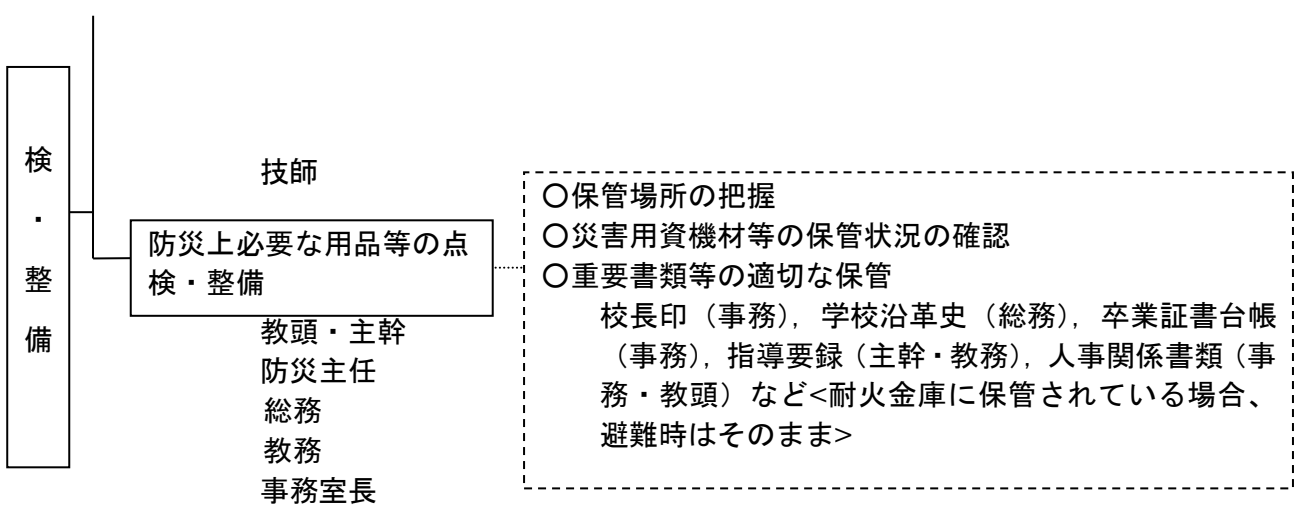 検・整備
技師
防災上必要な用品等の点
検・整備
教頭・主幹
防災主任
総務
教務
事務室長
〇保管場所の把握
〇災害用資機材等の保管状況の確認
〇重要書類等の適切な保管
校長印（事務），学校沿革史（総務），卒業証書台帳
（事務），指導要録（主幹・教務），人事関係書類（事
務・教頭）など<耐火金庫に保管されている場合、
避難時はそのまま>